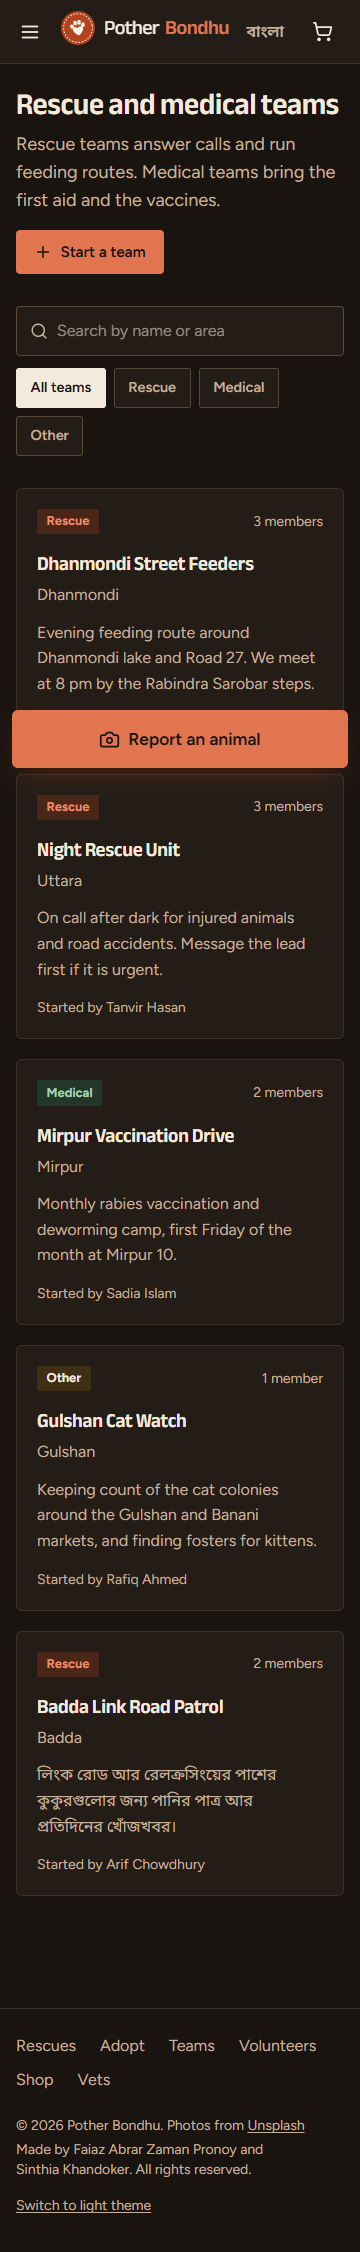 Pother Bondhu
বাংলা
Rescue and medical teams
Rescue teams answer calls and run
feeding routes. Medical teams bring the
first aid and the vaccines.
Start a team
Search by name or area
All teams
Rescue
Medical
Other
Rescue
3 members
Dhanmondi Street Feeders
Dhanmondi
Evening feeding route around
Dhanmondi lake and Road 27. We meet
at 8 pm by the Rabindra Sarobar steps.
Report an animal
Rescue
3 members
Night Rescue Unit
Uttara
On call after dark for injured animals
and road accidents. Message the lead
first if it is urgent.
Started by Tanvir Hasan
Medical
2 members
Mirpur Vaccination Drive
Mirpur
Monthly rabies vaccination and
deworming camp, first Friday of the
month at Mirpur 10.
Started by Sadia Islam
Other
1 member
Gulshan Cat Watch
Gulshan
Keeping count of the cat colonies
around the Gulshan and Banani
markets, and finding fosters for kittens.
Started by Rafiq Ahmed
Rescue
2 members
Badda Link Road Patrol
Badda
লিংক রোড আর রেলক্রসিংয়ের পাশের
কুকুরগুলোর জন্য পানির পাত্র আর
প্রতিদিনের খোঁজখবর।
Started by Arif Chowdhury
Rescues Adopt Teams Volunteers
Shop Vets
© 2026 Pother Bondhu. Photos from Unsplash
Made by Faiaz Abrar Zaman Pronoy and
Sinthia Khandoker. All rights reserved.
Switch to light theme